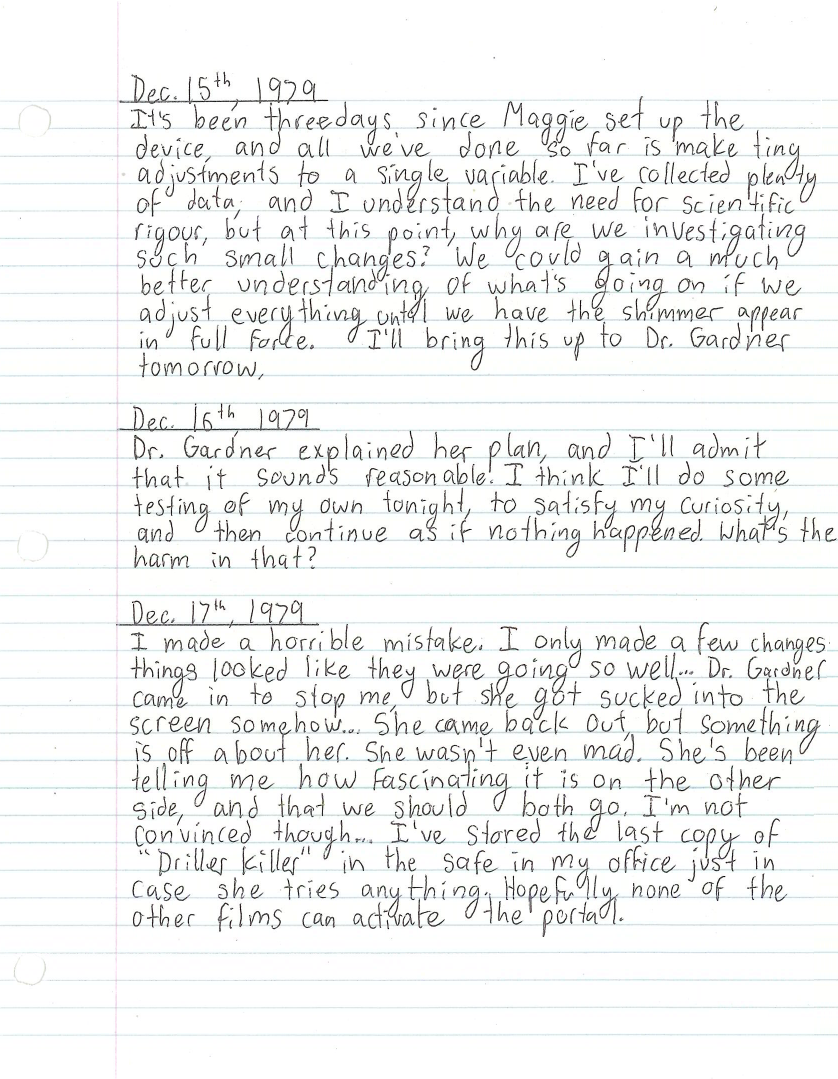 Dec. 15th, 1979
It's been threedays since Maggie set up the
device, and all we've done so far is make tiny
adjustments to a single variable. I've collected plenty
of data, and I understand the need for scientific
rigour, but at this point, why are we investigating
such small changes? We could gain a much
better understanding of what's going on if we
adjust everything until we have the shimmer appear
in full force. I'll bring this up to Dr. Gardner
tomorrow.
Dec. 16th, 1979
Dr. Gardner explained her plan, and I'll admit
that it sounds reasonable. I think I'll do some
testing of my own tonight, to satisfy my curiosity,
and then continue as if nothing happened. What's the
harm in that?
Dec. 17th, 1979
I made a horrible mistake. I only made a few changes.
things looked like they were going so well... Dr. Gardner
came in to stop me, but she got sucked into the
screen somehow... She came back out, but something
is off about her. She wasn't even mad. She's been
telling me how fascinating it is on the other
side, and that we should both go. I'm not
convinced though... I've stored the last copy of
"Driller Killer" in the safe in my office just in
case she tries anything. Hopefully none of the
other films can activate the portal.